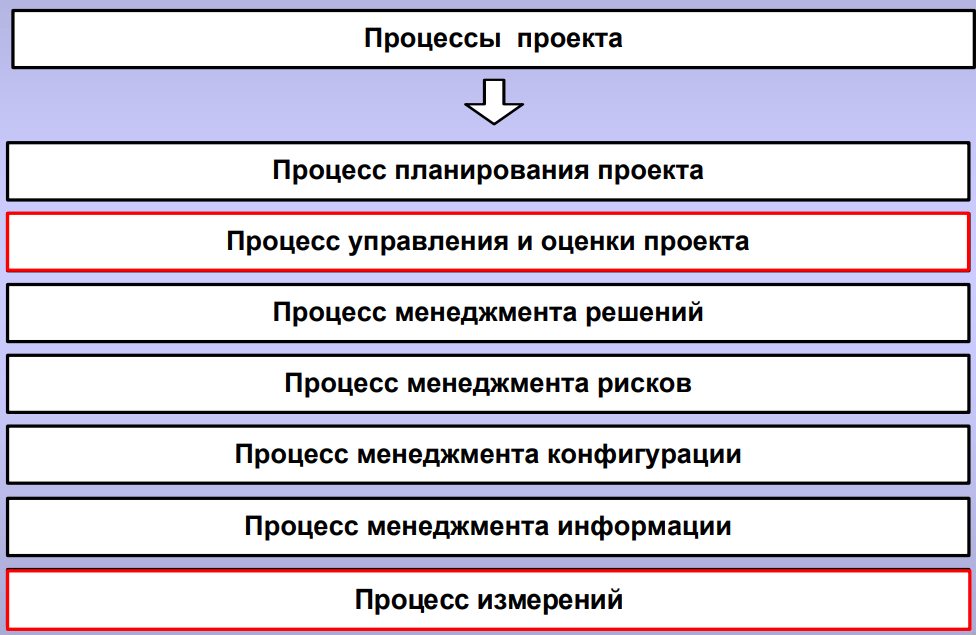 Процессы проекта
Процесс планирования проекта
Процесс управления и оценки проекта
Процесс менеджмента решений
Процесс менеджмента рисков
Процесс менеджмента конфигурации
Процесс менеджмента информации
Процесс измерений